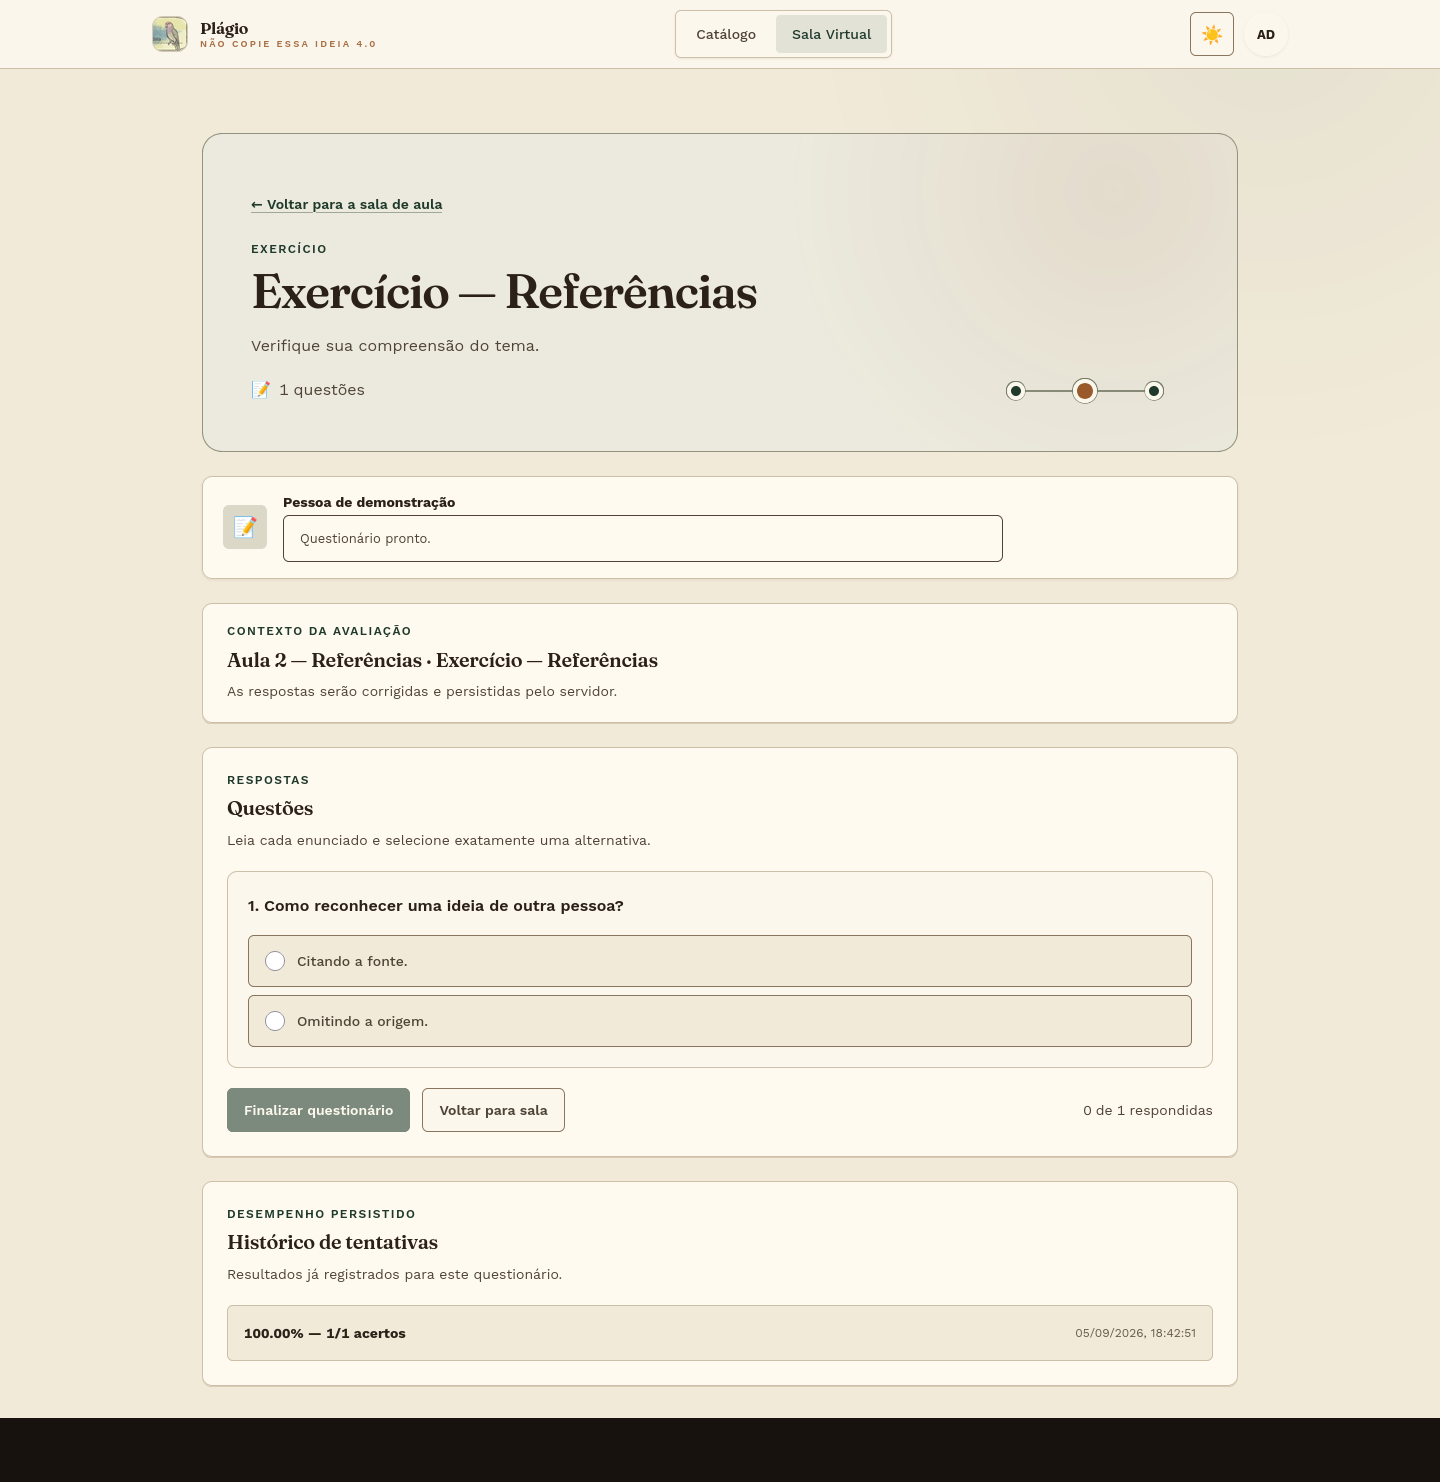 Plágio
NÃO COPIE ESSA IDEIA 4.0
Catálogo
Sala Virtual
AD
← Voltar para a sala de aula
EXERCÍCIO
Exercício — Referências
Verifique sua compreensão do tema.
1 questões
Pessoa de demonstração
Questionário pronto.
CONTEXTO DA AVALIAÇÃO
Aula 2 — Referências · Exercício — Referências
As respostas serão corrigidas e persistidas pelo servidor.
RESPOSTAS
Questões
Leia cada enunciado e selecione exatamente uma alternativa.
1. Como reconhecer uma ideia de outra pessoa?
Citando a fonte.
Omitindo a origem.
Finalizar questionário
Voltar para sala
0 de 1 respondidas
DESEMPENHO PERSISTIDO
Histórico de tentativas
Resultados já registrados para este questionário.
100.00% — 1/1 acertos
05/09/2026, 18:42:51